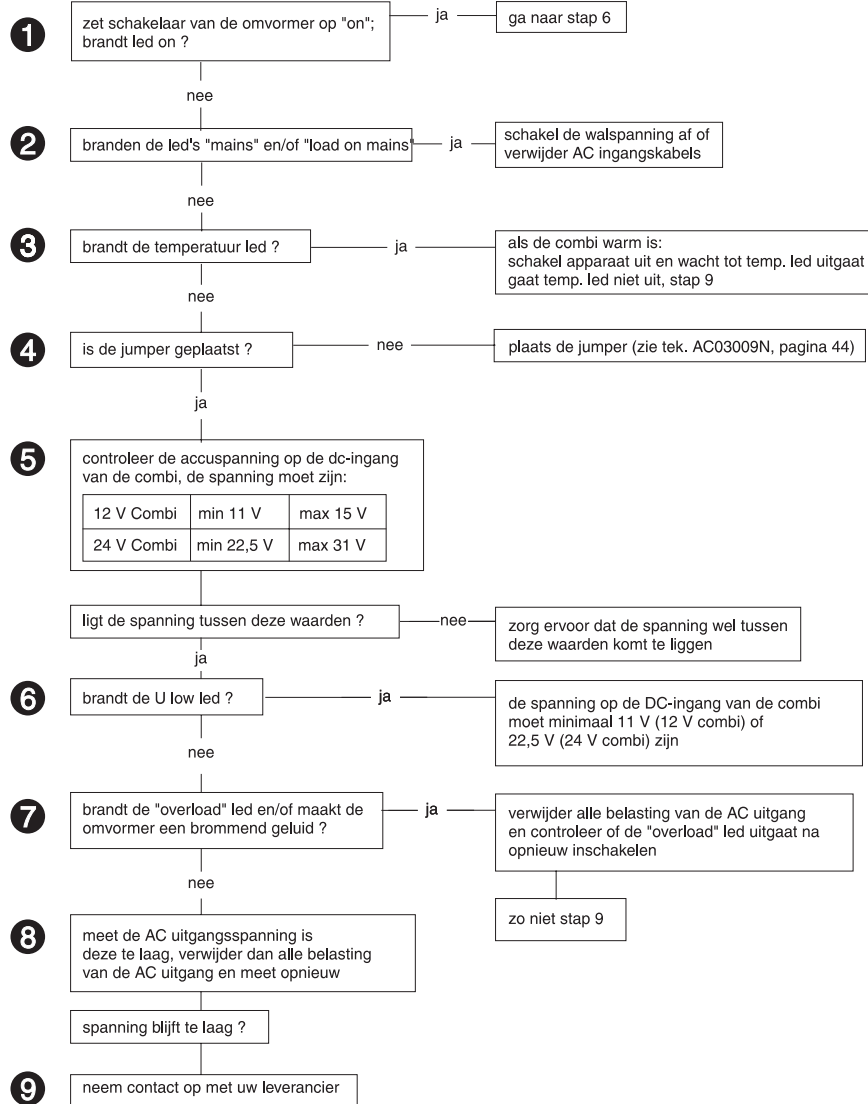 1
zet schakelaar van de omvormer op "on";
brandt led on ?
ja
ga naar stap 6
nee
2
branden de led's "mains" en/of "load on mains"
ja
schakel de walspanning af of
verwijder AC ingangskabels
nee
3
brandt de temperatuur led ?
ja
als de combi warm is:
schakel apparaat uit en wacht tot temp. led uitgaat
gaat temp. led niet uit, stap 9
nee
4
is de jumper geplaatst ?
nee
plaats de jumper (zie tek. AC03009N, pagina 44)
ja
5
controleer de accuspanning op de dc-ingang
van de combi, de spanning moet zijn:
12 V Combi min 11 V max 15 V
24 V Combi min 22,5 V max 31 V
ligt de spanning tussen deze waarden ?
nee
zorg ervoor dat de spanning wel tussen
deze waarden komt te liggen
ja
6
brandt de U low led ?
ja
de spanning op de DC-ingang van de combi
moet minimaal 11 V (12 V combi) of
22,5 V (24 V combi) zijn
nee
7
brandt de "overload" led en/of maakt de
omvormer een brommend geluid ?
ja
verwijder alle belasting van de AC uitgang
en controleer of de "overload" led uitgaat na
opnieuw inschakelen
zo niet stap 9
nee
8
meet de AC uitgangsspanning is
deze te laag, verwijder dan alle belasting
van de AC uitgang en meet opnieuw
spanning blijft te laag ?
9
neem contact op met uw leverancier